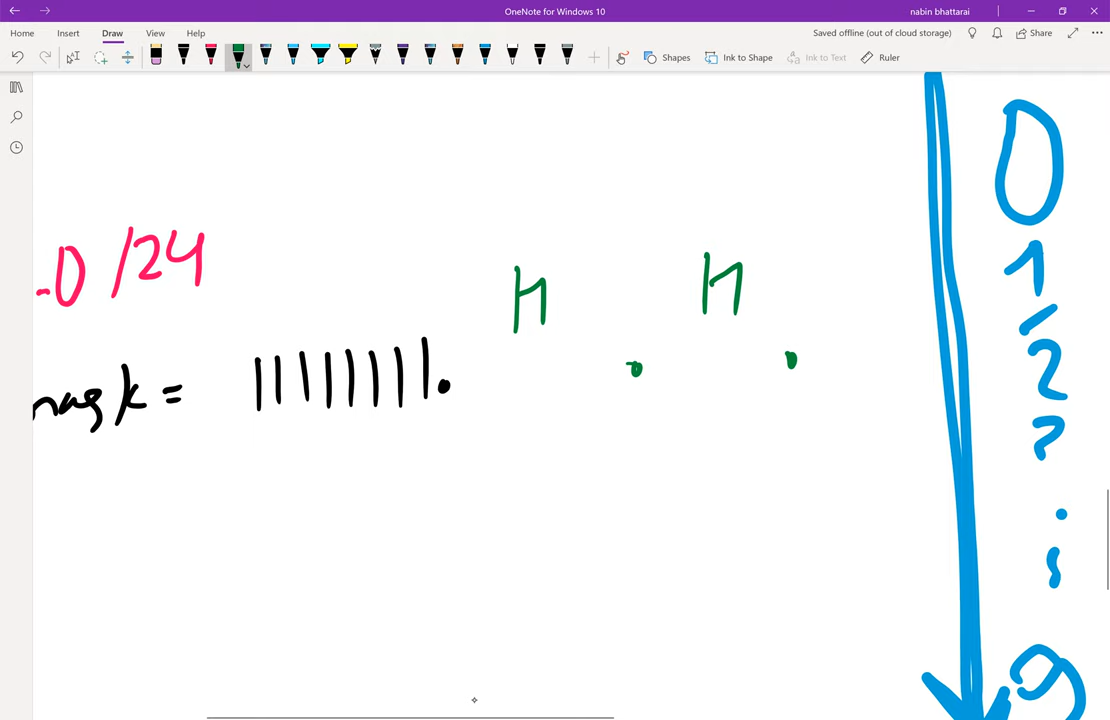 OneNote for Windows 10
nabin bhattarai
Home Insert Draw View Help
Saved offline (out of cloud storage)
Share
Shapes Ink to Shape Ink to Text Ruler
.0 /24
H H
mask = 11111111.
0
1
2
?
9